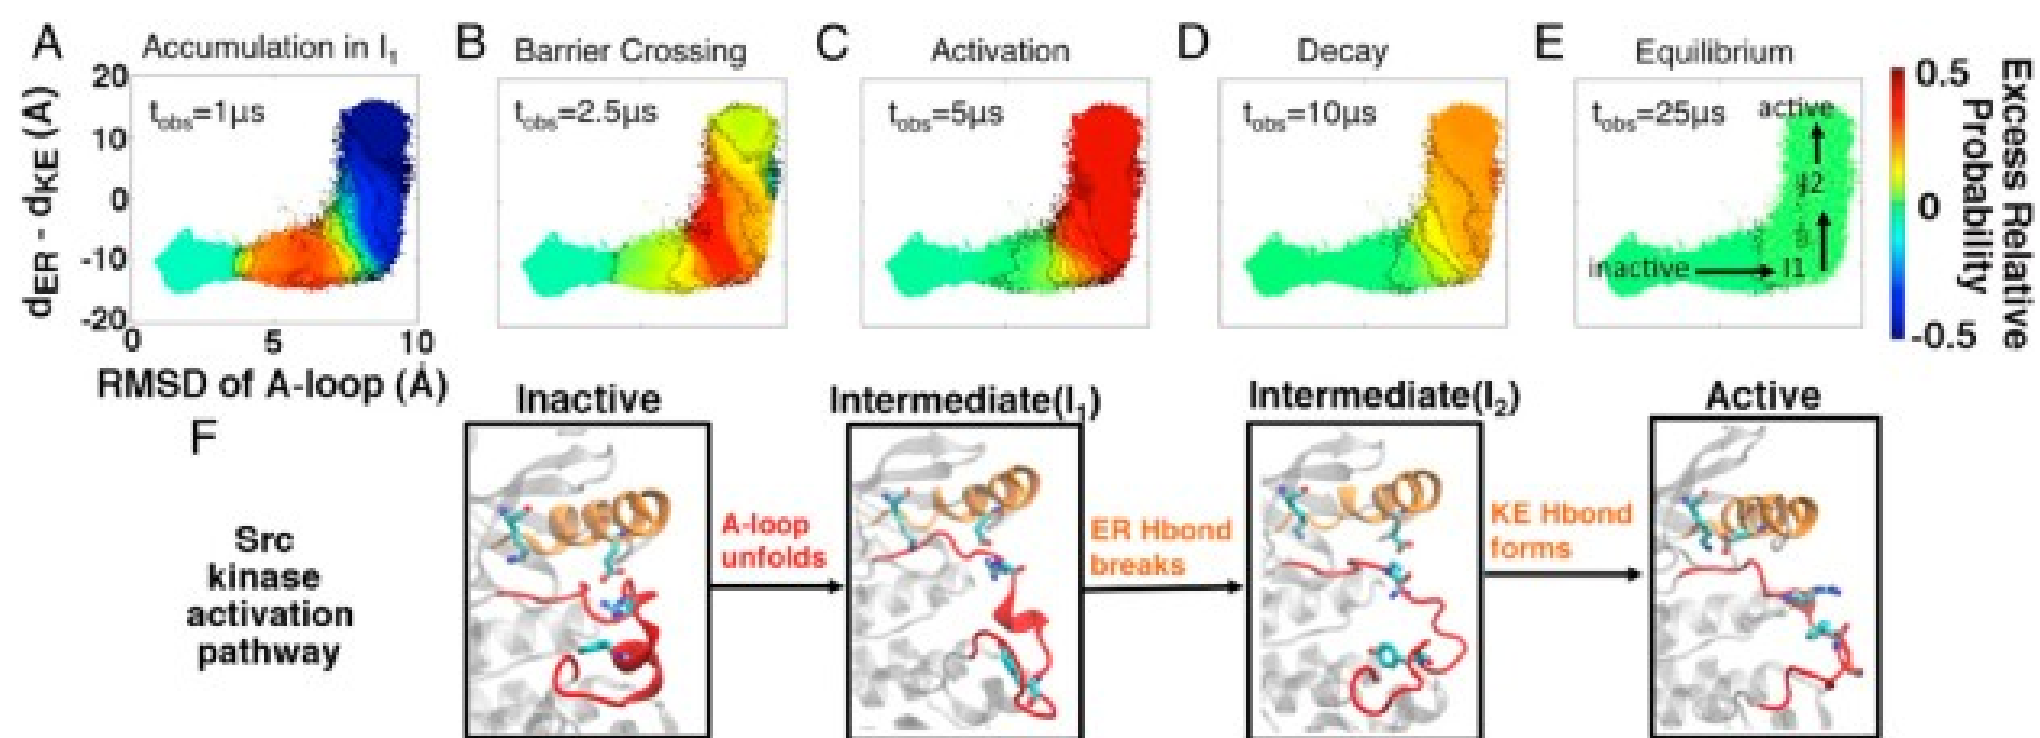 A Accumulation in I1
B Barrier Crossing
C Activation
D Decay
E Equilibrium
tobs=1µs
tobs=2.5µs
tobs=5µs
tobs=10µs
tobs=25µs
active
inactive
I1
dER - dKE (Å)
20
10
0
-10
-20
0
5
10
RMSD of A-loop (Å)
0.5
0
-0.5
Excess Relative
Probability
F
Src
kinase
activation
pathway
Inactive
A-loop
unfolds
Intermediate(I1)
ER Hbond
breaks
Intermediate(I2)
KE Hbond
forms
Active